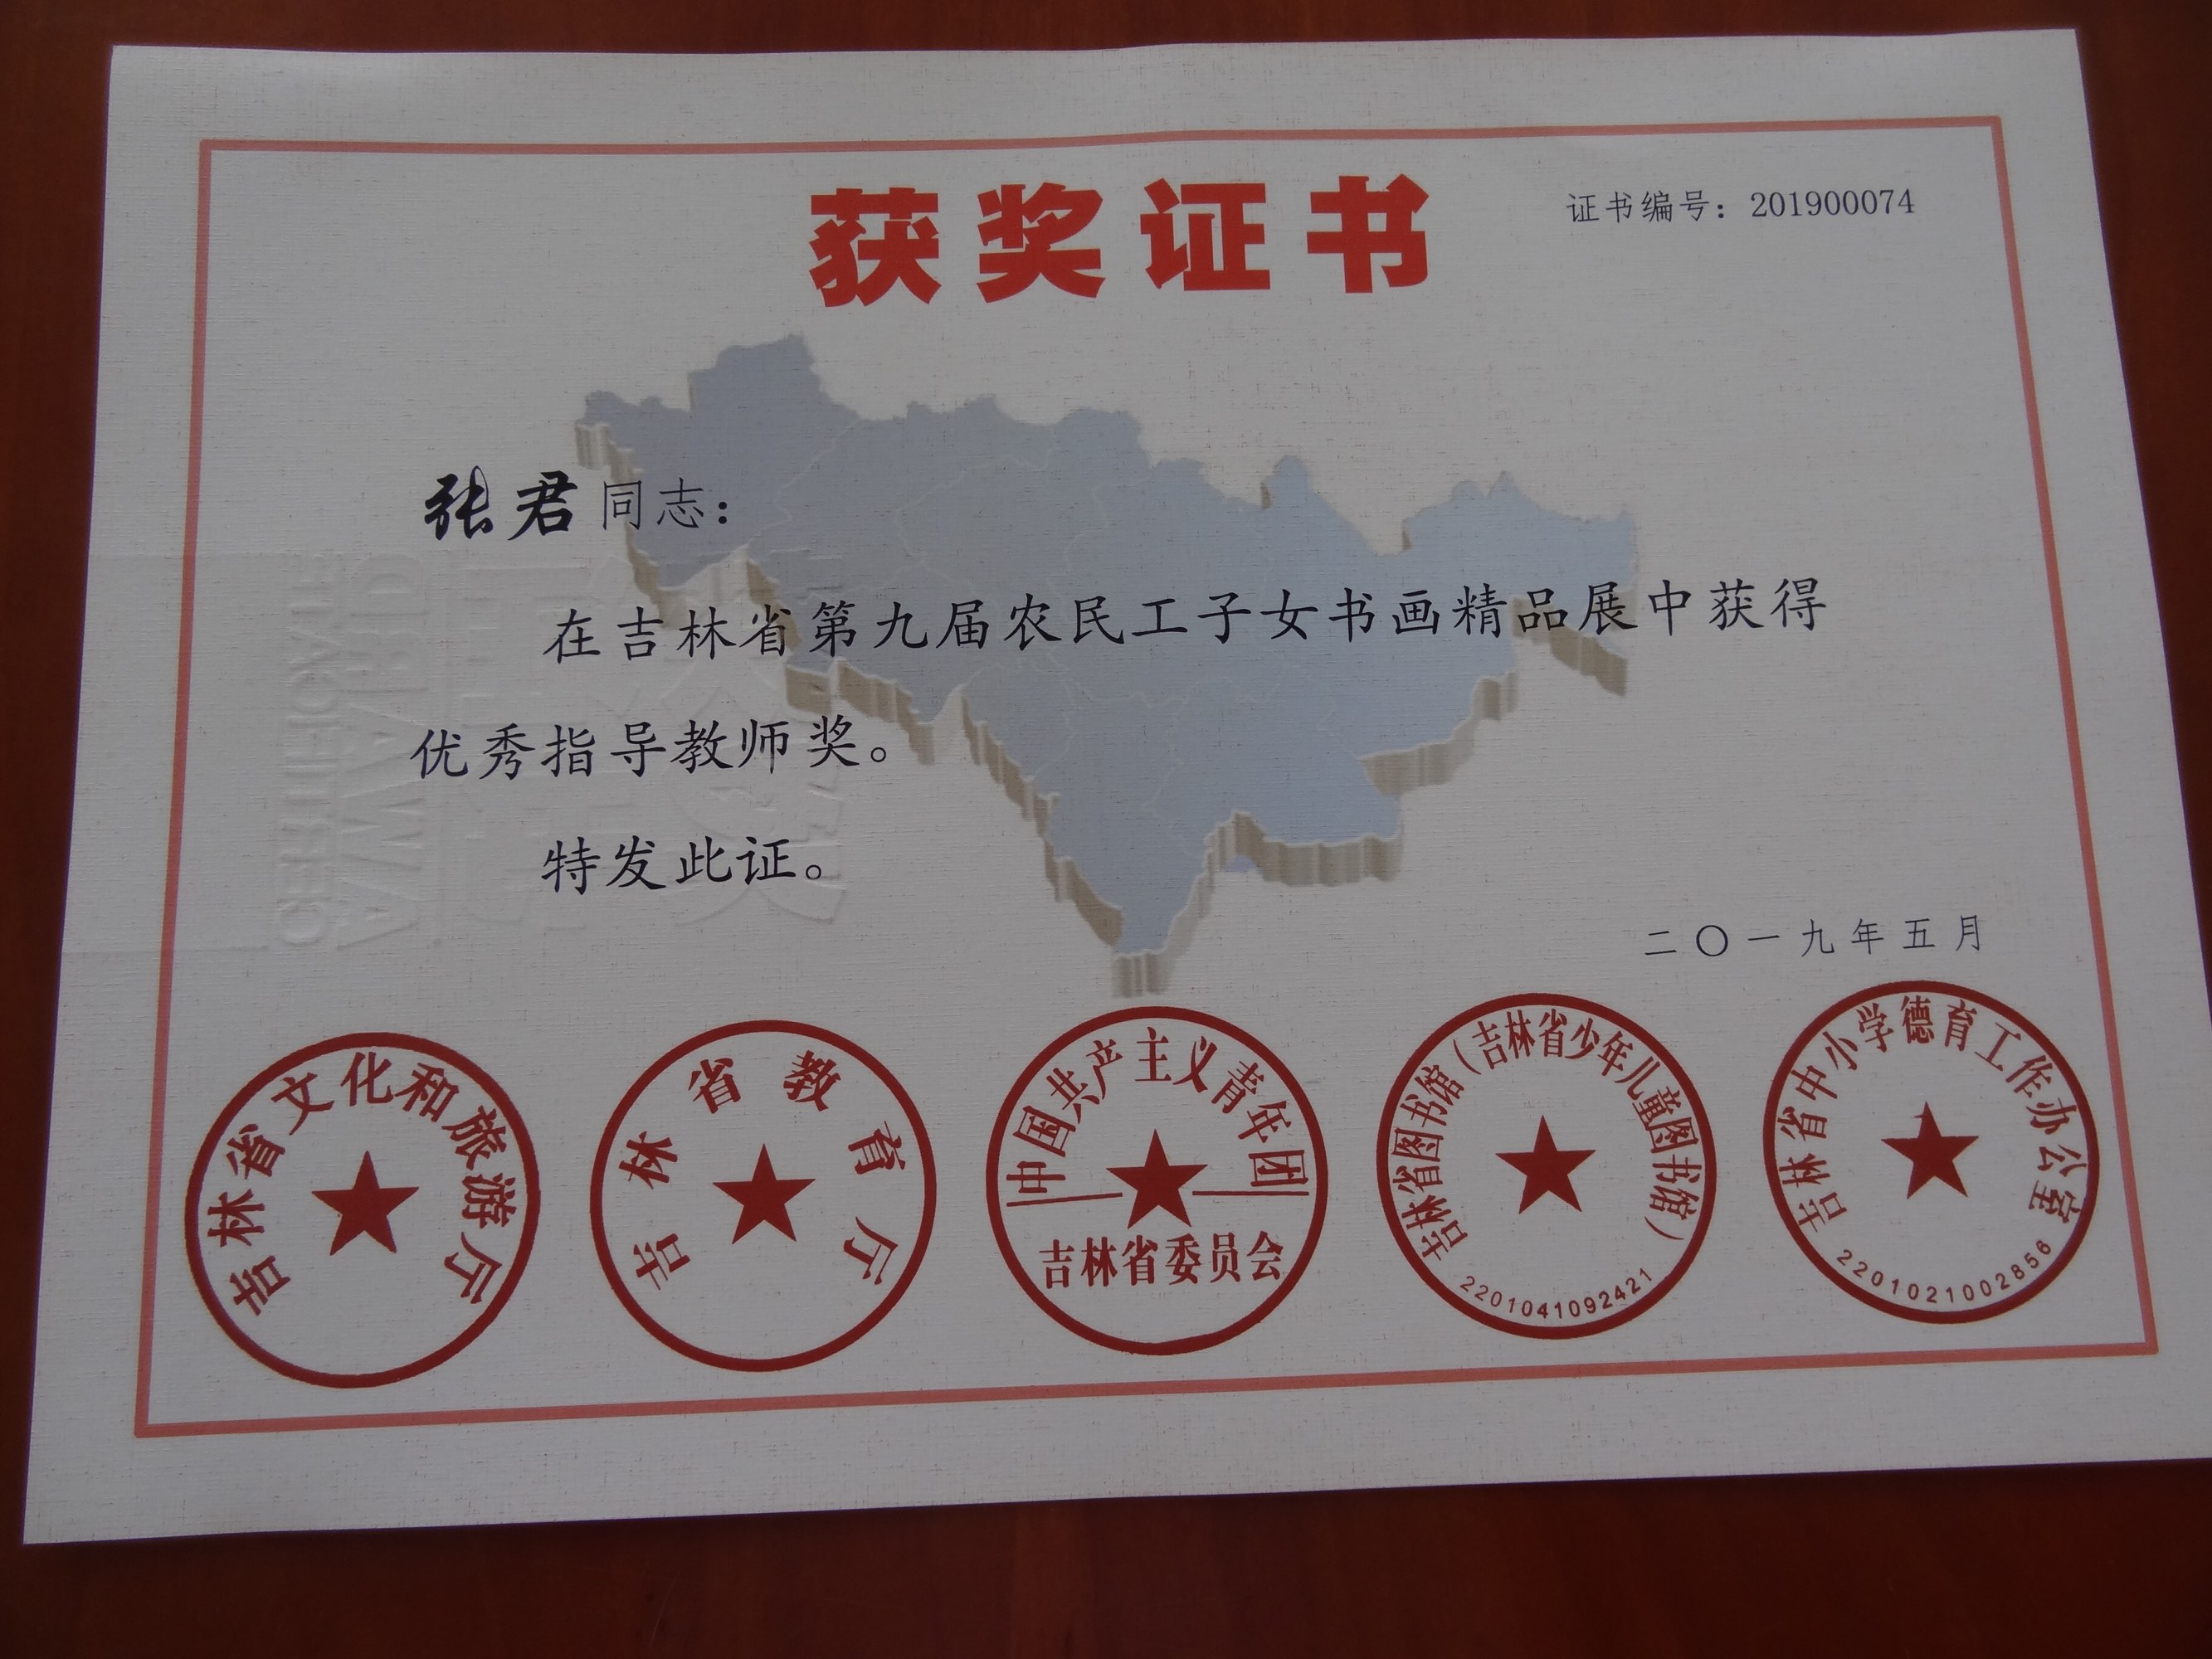 获奖证书
证书编号：201900074
张君同志：
在吉林省第九届农民工子女书画精品展中获得
优秀指导教师奖。
特发此证。
二〇一九年五月
吉林省文化和旅游厅
吉林省教育厅
中国共产主义青年团
吉林省委员会
吉林省图书馆（吉林省少年儿童图书馆）
2201041092421
吉林省中小学德育工作办公室
2201021002856